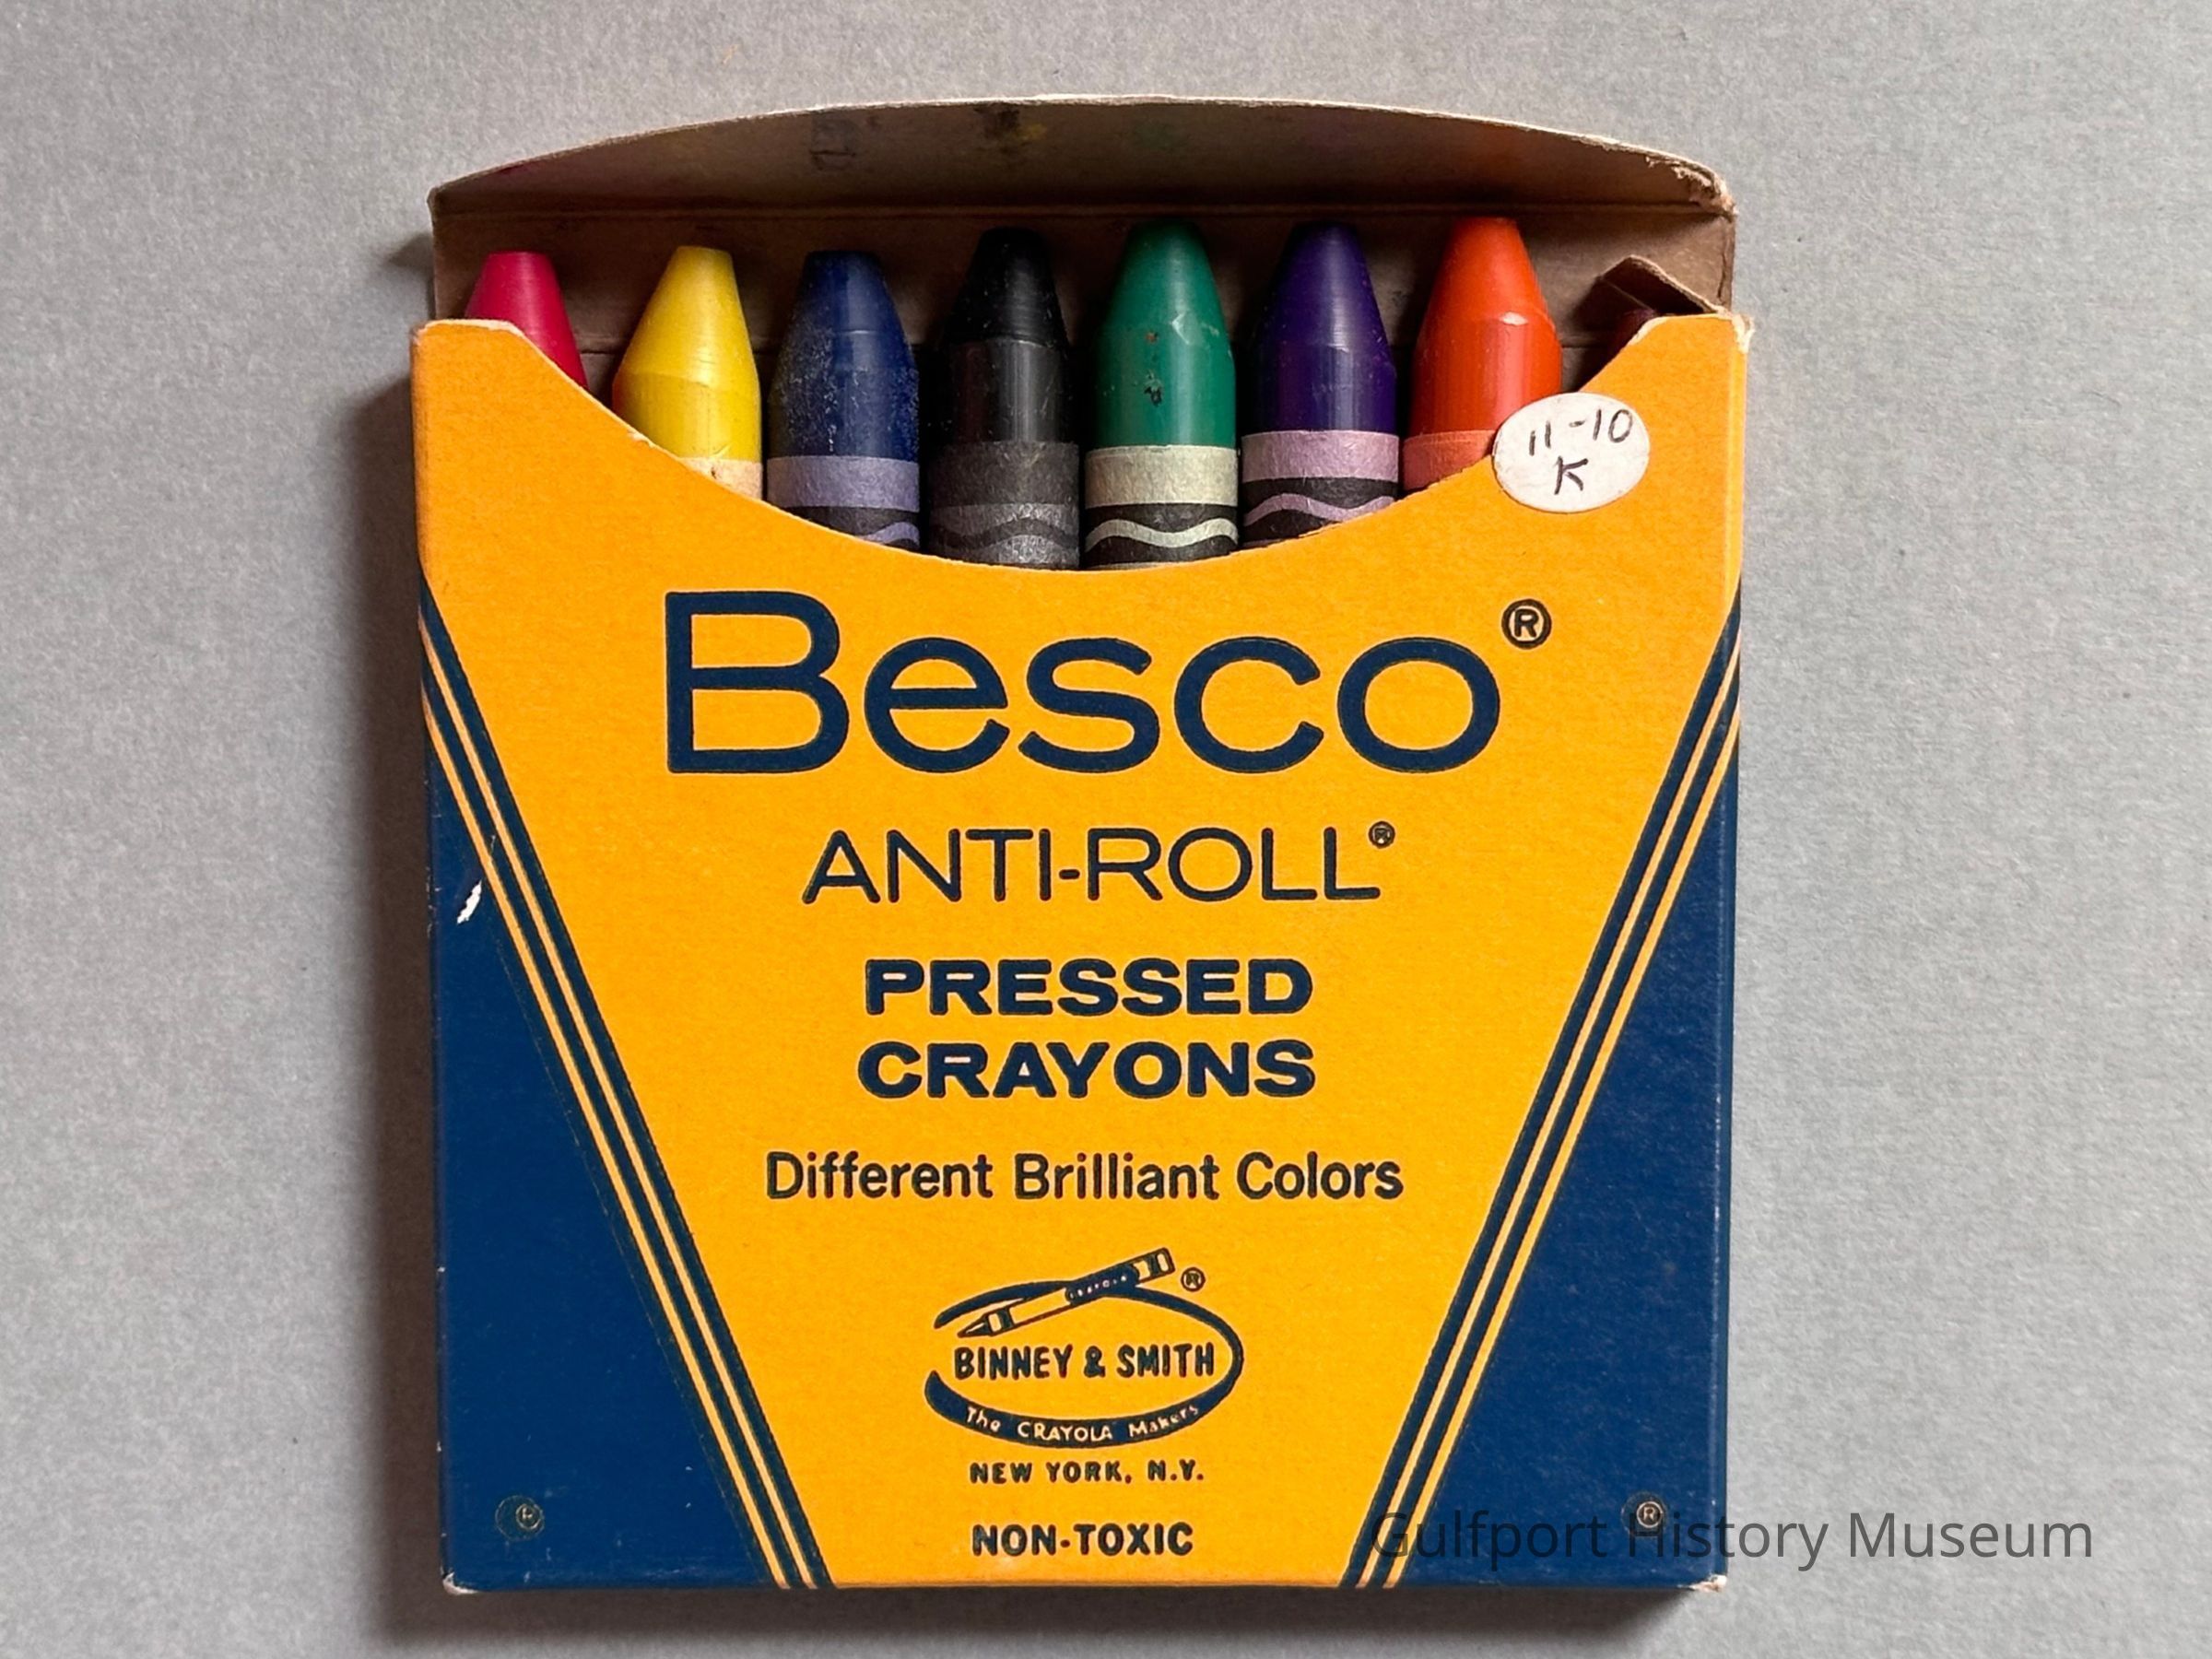 11-10
K
Besco®
ANTI-ROLL®
PRESSED
CRAYONS
Different Brilliant Colors
CRAYOLA
®
BINNEY & SMITH
The CRAYOLA Makers
NEW YORK, N.Y.
NON-TOXIC
®
®
Gulfport History Museum